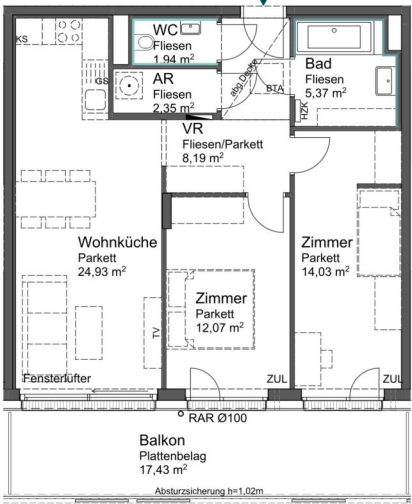 KS
WC
Fliesen
1.94 m²
GS
AR
Fliesen
2.35 m²
abg.Decke
BTA
HZK
Bad
Fliesen
5,37 m²
VR
Fliesen/Parkett
8,19 m²
Wohnküche
Parkett
24,93 m²
Zimmer
Parkett
14,03 m²
Zimmer
Parkett
12,07 m²
TV
Fensterlüfter
ZUL
ZUL
RAR Ø100
Balkon
Plattenbelag
17,43 m²
Absturzsicherung h=1,02m